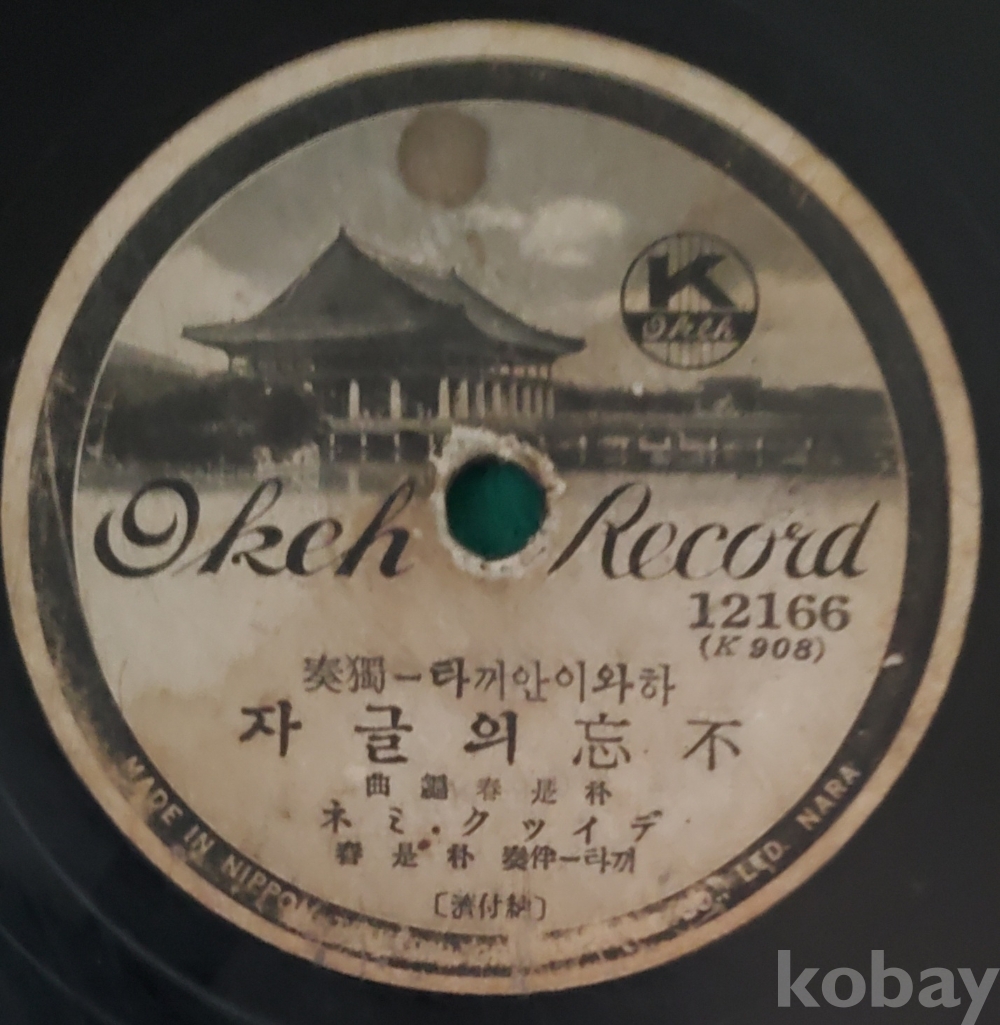 K
Okeh
Okeh Record
12166
(K 908)
하와이안끼타ー獨奏
不忘의글자
朴是春編曲
デイツク・ミネ
끼타ー伴奏 朴是春
〔納付濟〕
MADE IN NIPPON LTD. NARA
kobay